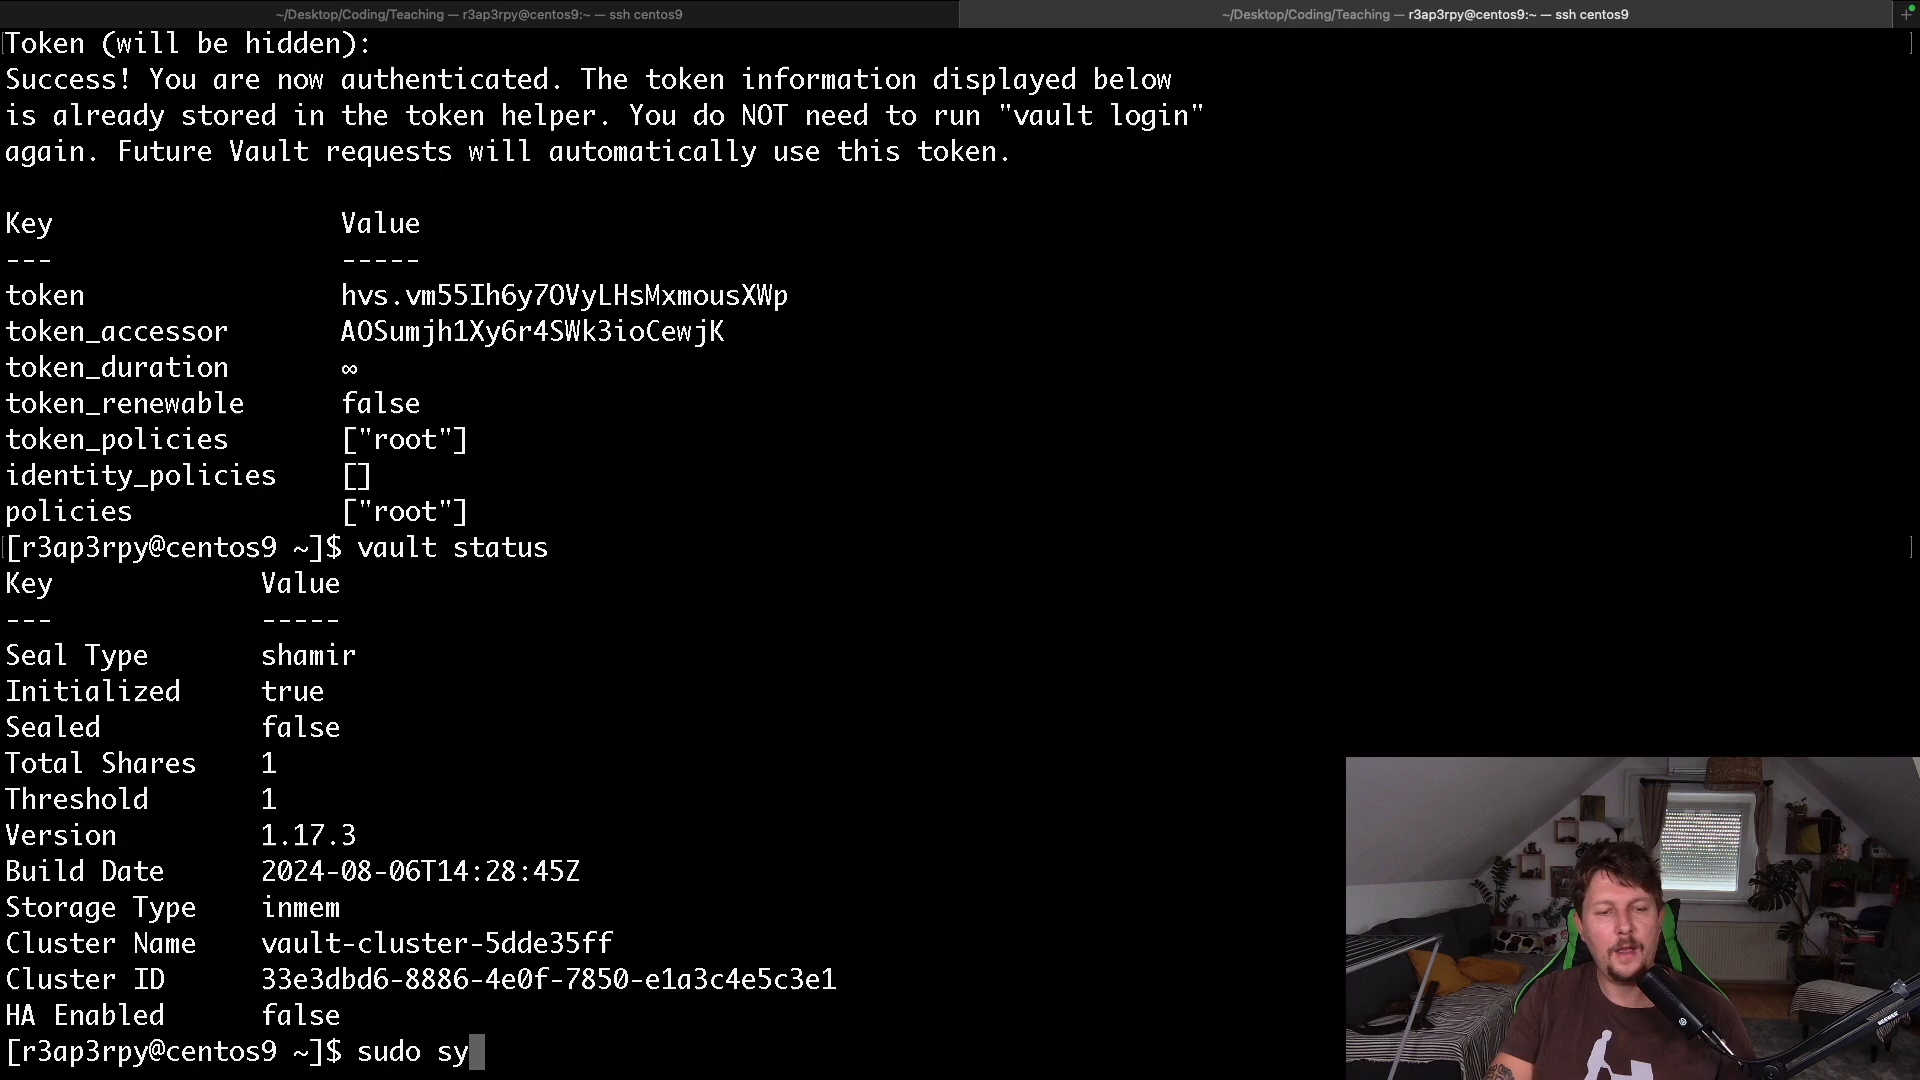 ~/Desktop/Coding/Teaching — r3ap3rpy@centos9:~ — ssh centos9
~/Desktop/Coding/Teaching — r3ap3rpy@centos9:~ — ssh centos9
Token (will be hidden):
Success! You are now authenticated. The token information displayed below
is already stored in the token helper. You do NOT need to run "vault login"
again. Future Vault requests will automatically use this token.
Key Value
--- -----
token hvs.vm55Ih6y7OVyLHsMxmousXWp
token_accessor AOSumjh1Xy6r4SWk3ioCewjK
token_duration ∞
token_renewable false
token_policies ["root"]
identity_policies []
policies ["root"]
[r3ap3rpy@centos9 ~]$ vault status
Key Value
--- -----
Seal Type shamir
Initialized true
Sealed false
Total Shares 1
Threshold 1
Version 1.17.3
Build Date 2024-08-06T14:28:45Z
Storage Type inmem
Cluster Name vault-cluster-5dde35ff
Cluster ID 33e3dbd6-8886-4e0f-7850-e1a3c4e5c3e1
HA Enabled false
[r3ap3rpy@centos9 ~]$ sudo sy